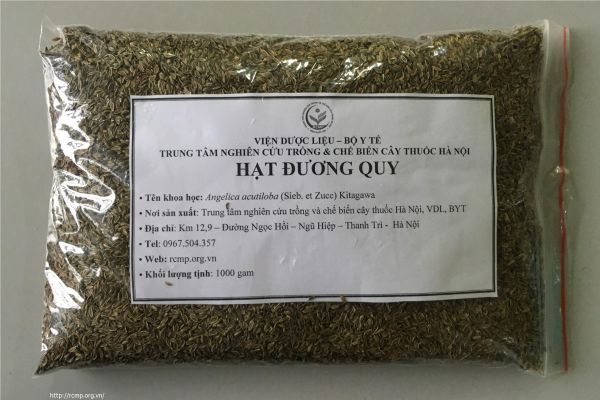 VIỆN DƯỢC LIỆU – BỘ Y TẾ
TRUNG TÂM NGHIÊN CỨU TRỒNG & CHẾ BIẾN CÂY THUỐC HÀ NỘI
HẠT ĐƯƠNG QUY
• Tên khoa học: Angelica acutiloba (Sieb. et Zucc) Kitagawa
• Nơi sản xuất: Trung tâm nghiên cứu trồng và chế biến cây thuốc Hà Nội, VDL, BYT
• Địa chỉ: Km 12,9 – Đường Ngọc Hồi – Ngũ Hiệp – Thanh Trì - Hà Nội
• Tel: 0967.504.357
• Web: rcmp.org.vn
• Khối lượng tịnh: 1000 gam
http://rcmp.org.vn/